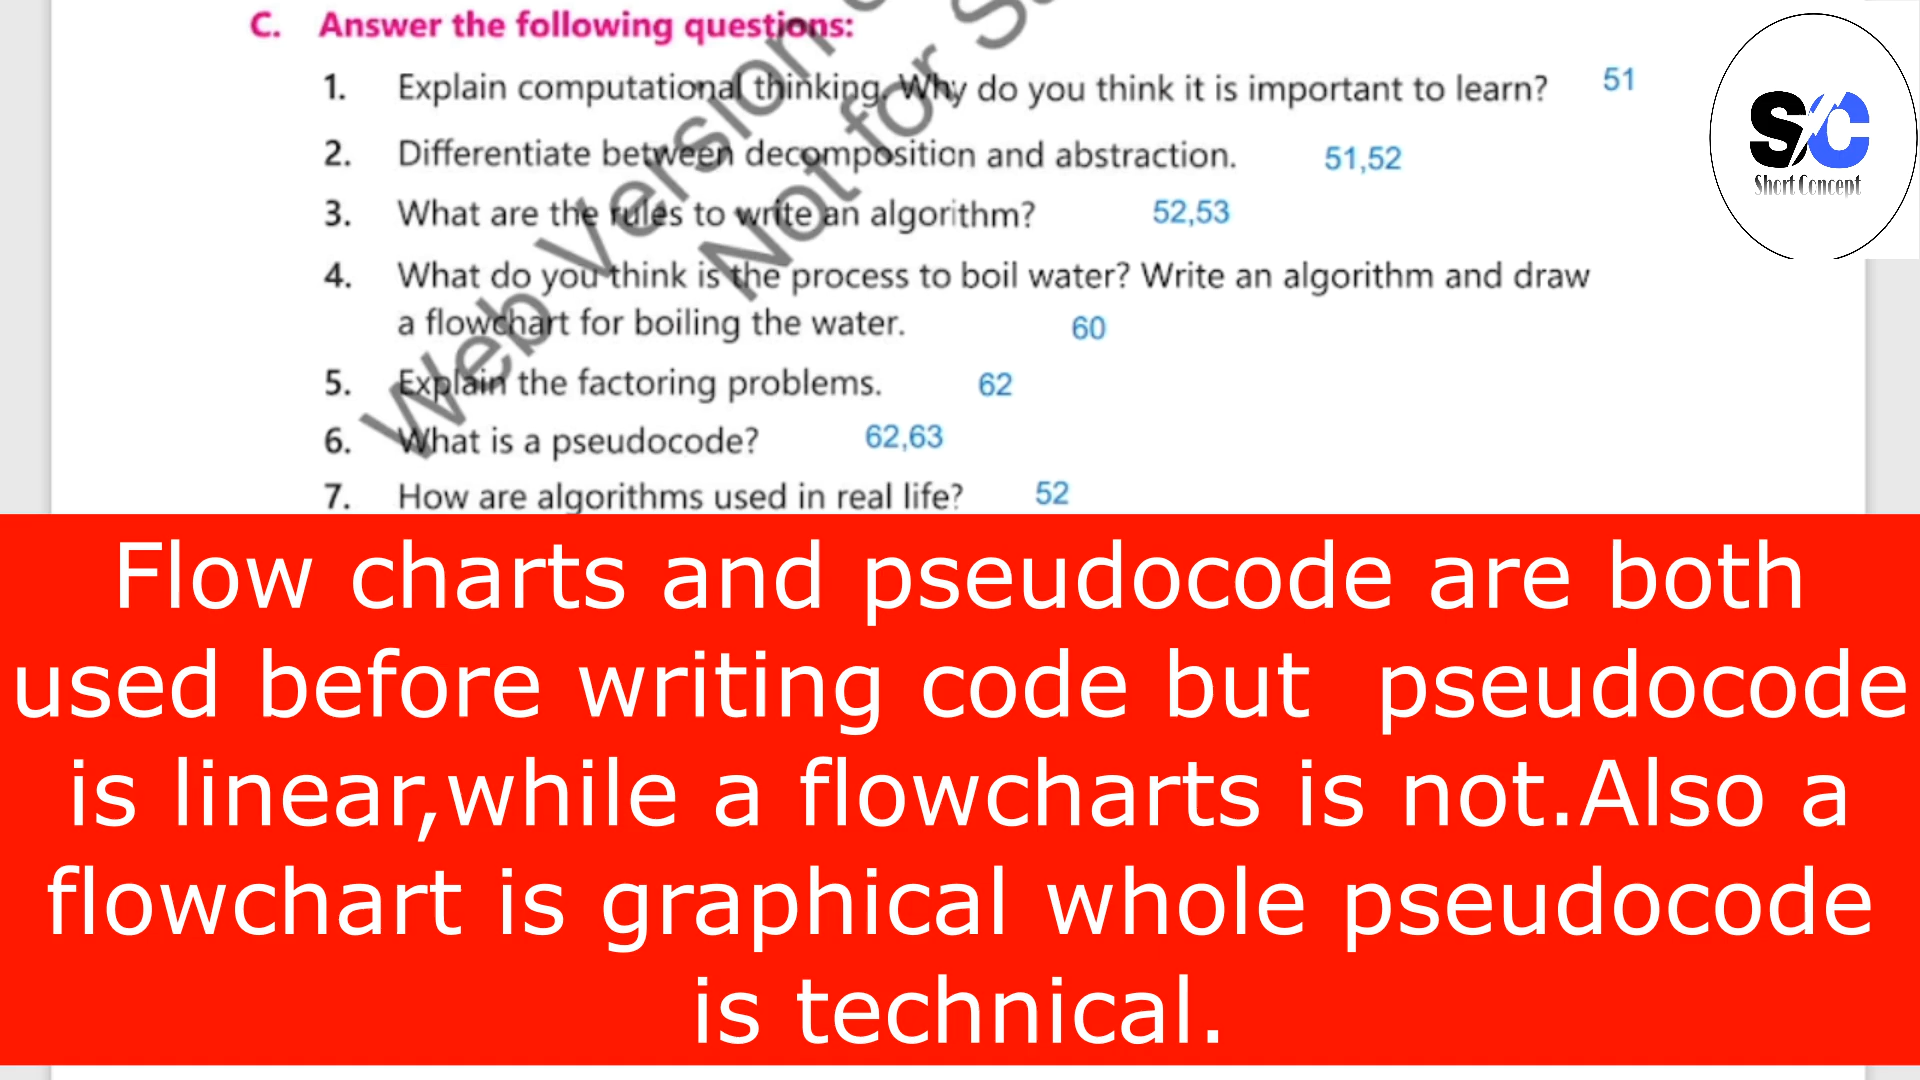 C. Answer the following questions:
1. Explain computational thinking. Why do you think it is important to learn? 51
2. Differentiate between decomposition and abstraction. 51,52
3. What are the rules to write an algorithm? 52,53
4. What do you think is the process to boil water? Write an algorithm and draw
a flowchart for boiling the water. 60
5. Explain the factoring problems. 62
6. What is a pseudocode? 62,63
7. How are algorithms used in real life? 52
Web Version
Not for
S/C
Short Concept
Flow charts and pseudocode are both
used before writing code but  pseudocode
is linear,while a flowcharts is not.Also a
flowchart is graphical whole pseudocode
is technical.